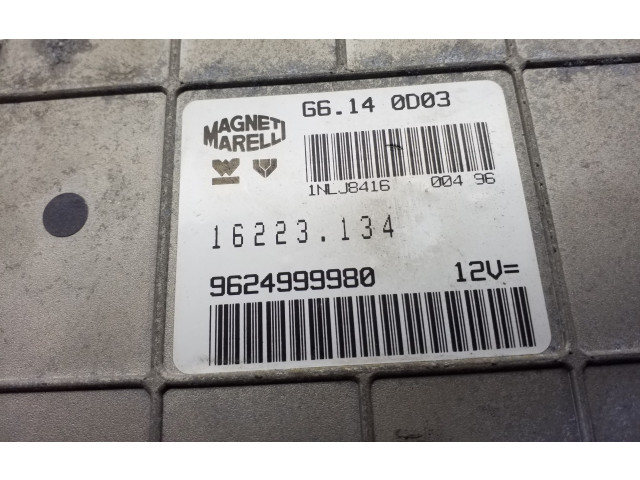 MAGNETI
MARELLI
G6.14 0D03
1NLJ8416 004 96
16223.134
9624999980 12V=